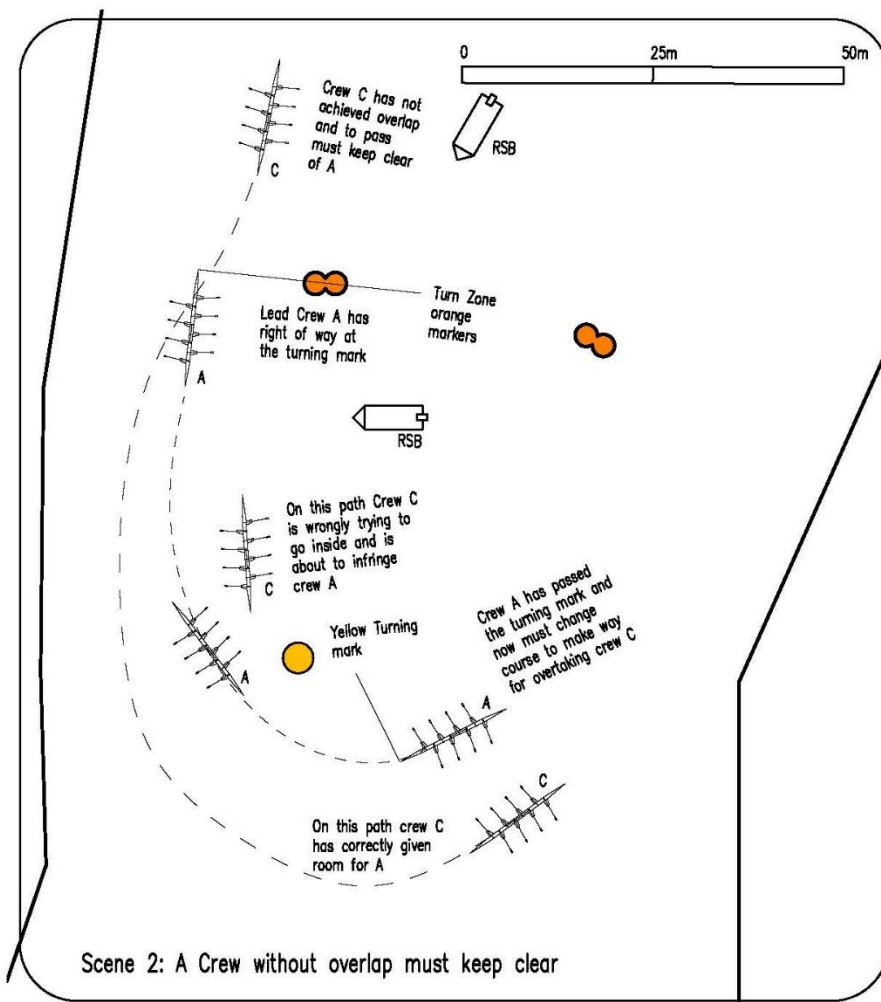 0 25m 50m
Crew C has not
achieved overlap
and to pass
must keep clear
of A
RSB
C
Turn Zone
orange
markers
Lead Crew A has
right of way at
the turning mark
A
RSB
On this path Crew C
is wrongly trying to
go inside and is
about to infringe
crew A
C
Crew A has passed
the turning mark and
now must change
course to make way
for overtaking crew C
Yellow Turning
mark
A
A
C
On this path crew C
has correctly given
room for A
Scene 2: A Crew without overlap must keep clear